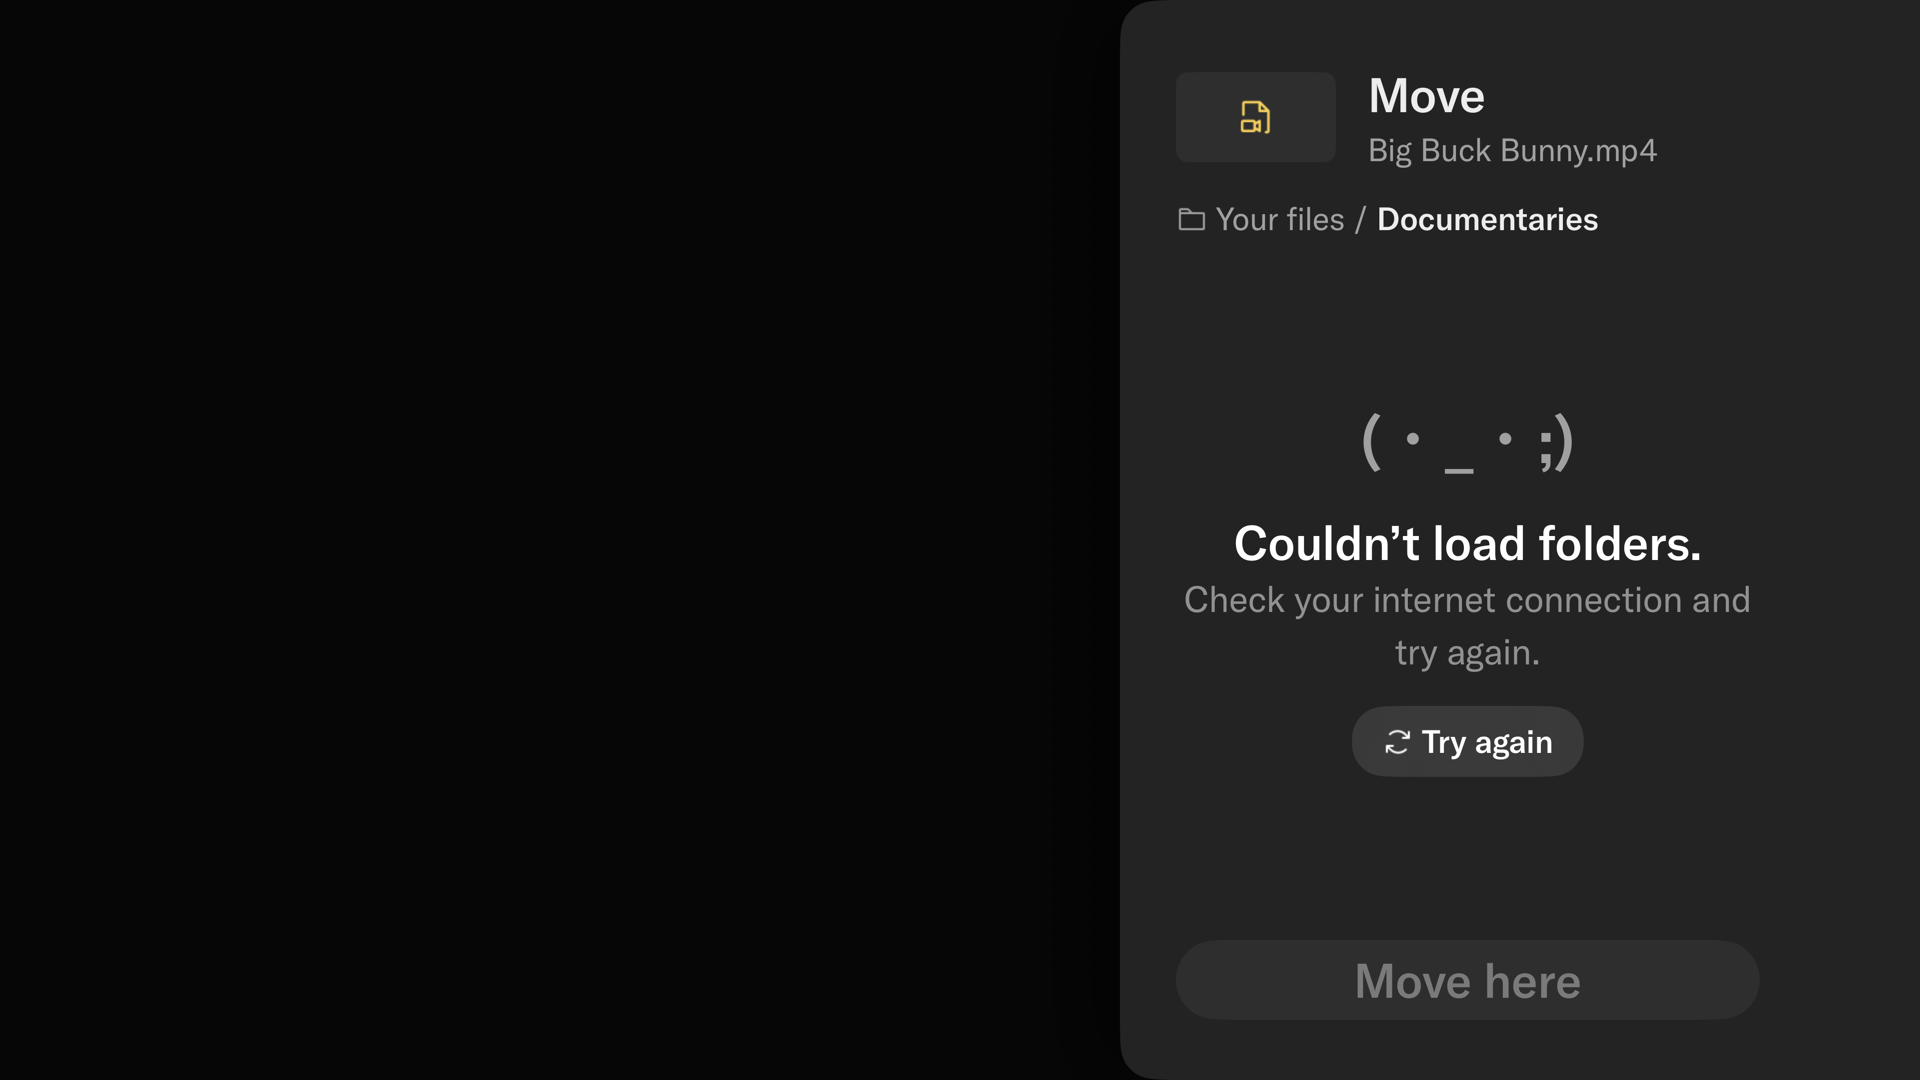 Move
Big Buck Bunny.mp4
Your files / Documentaries
(・_・;)
Couldn’t load folders.
Check your internet connection and
try again.
Try again
Move here